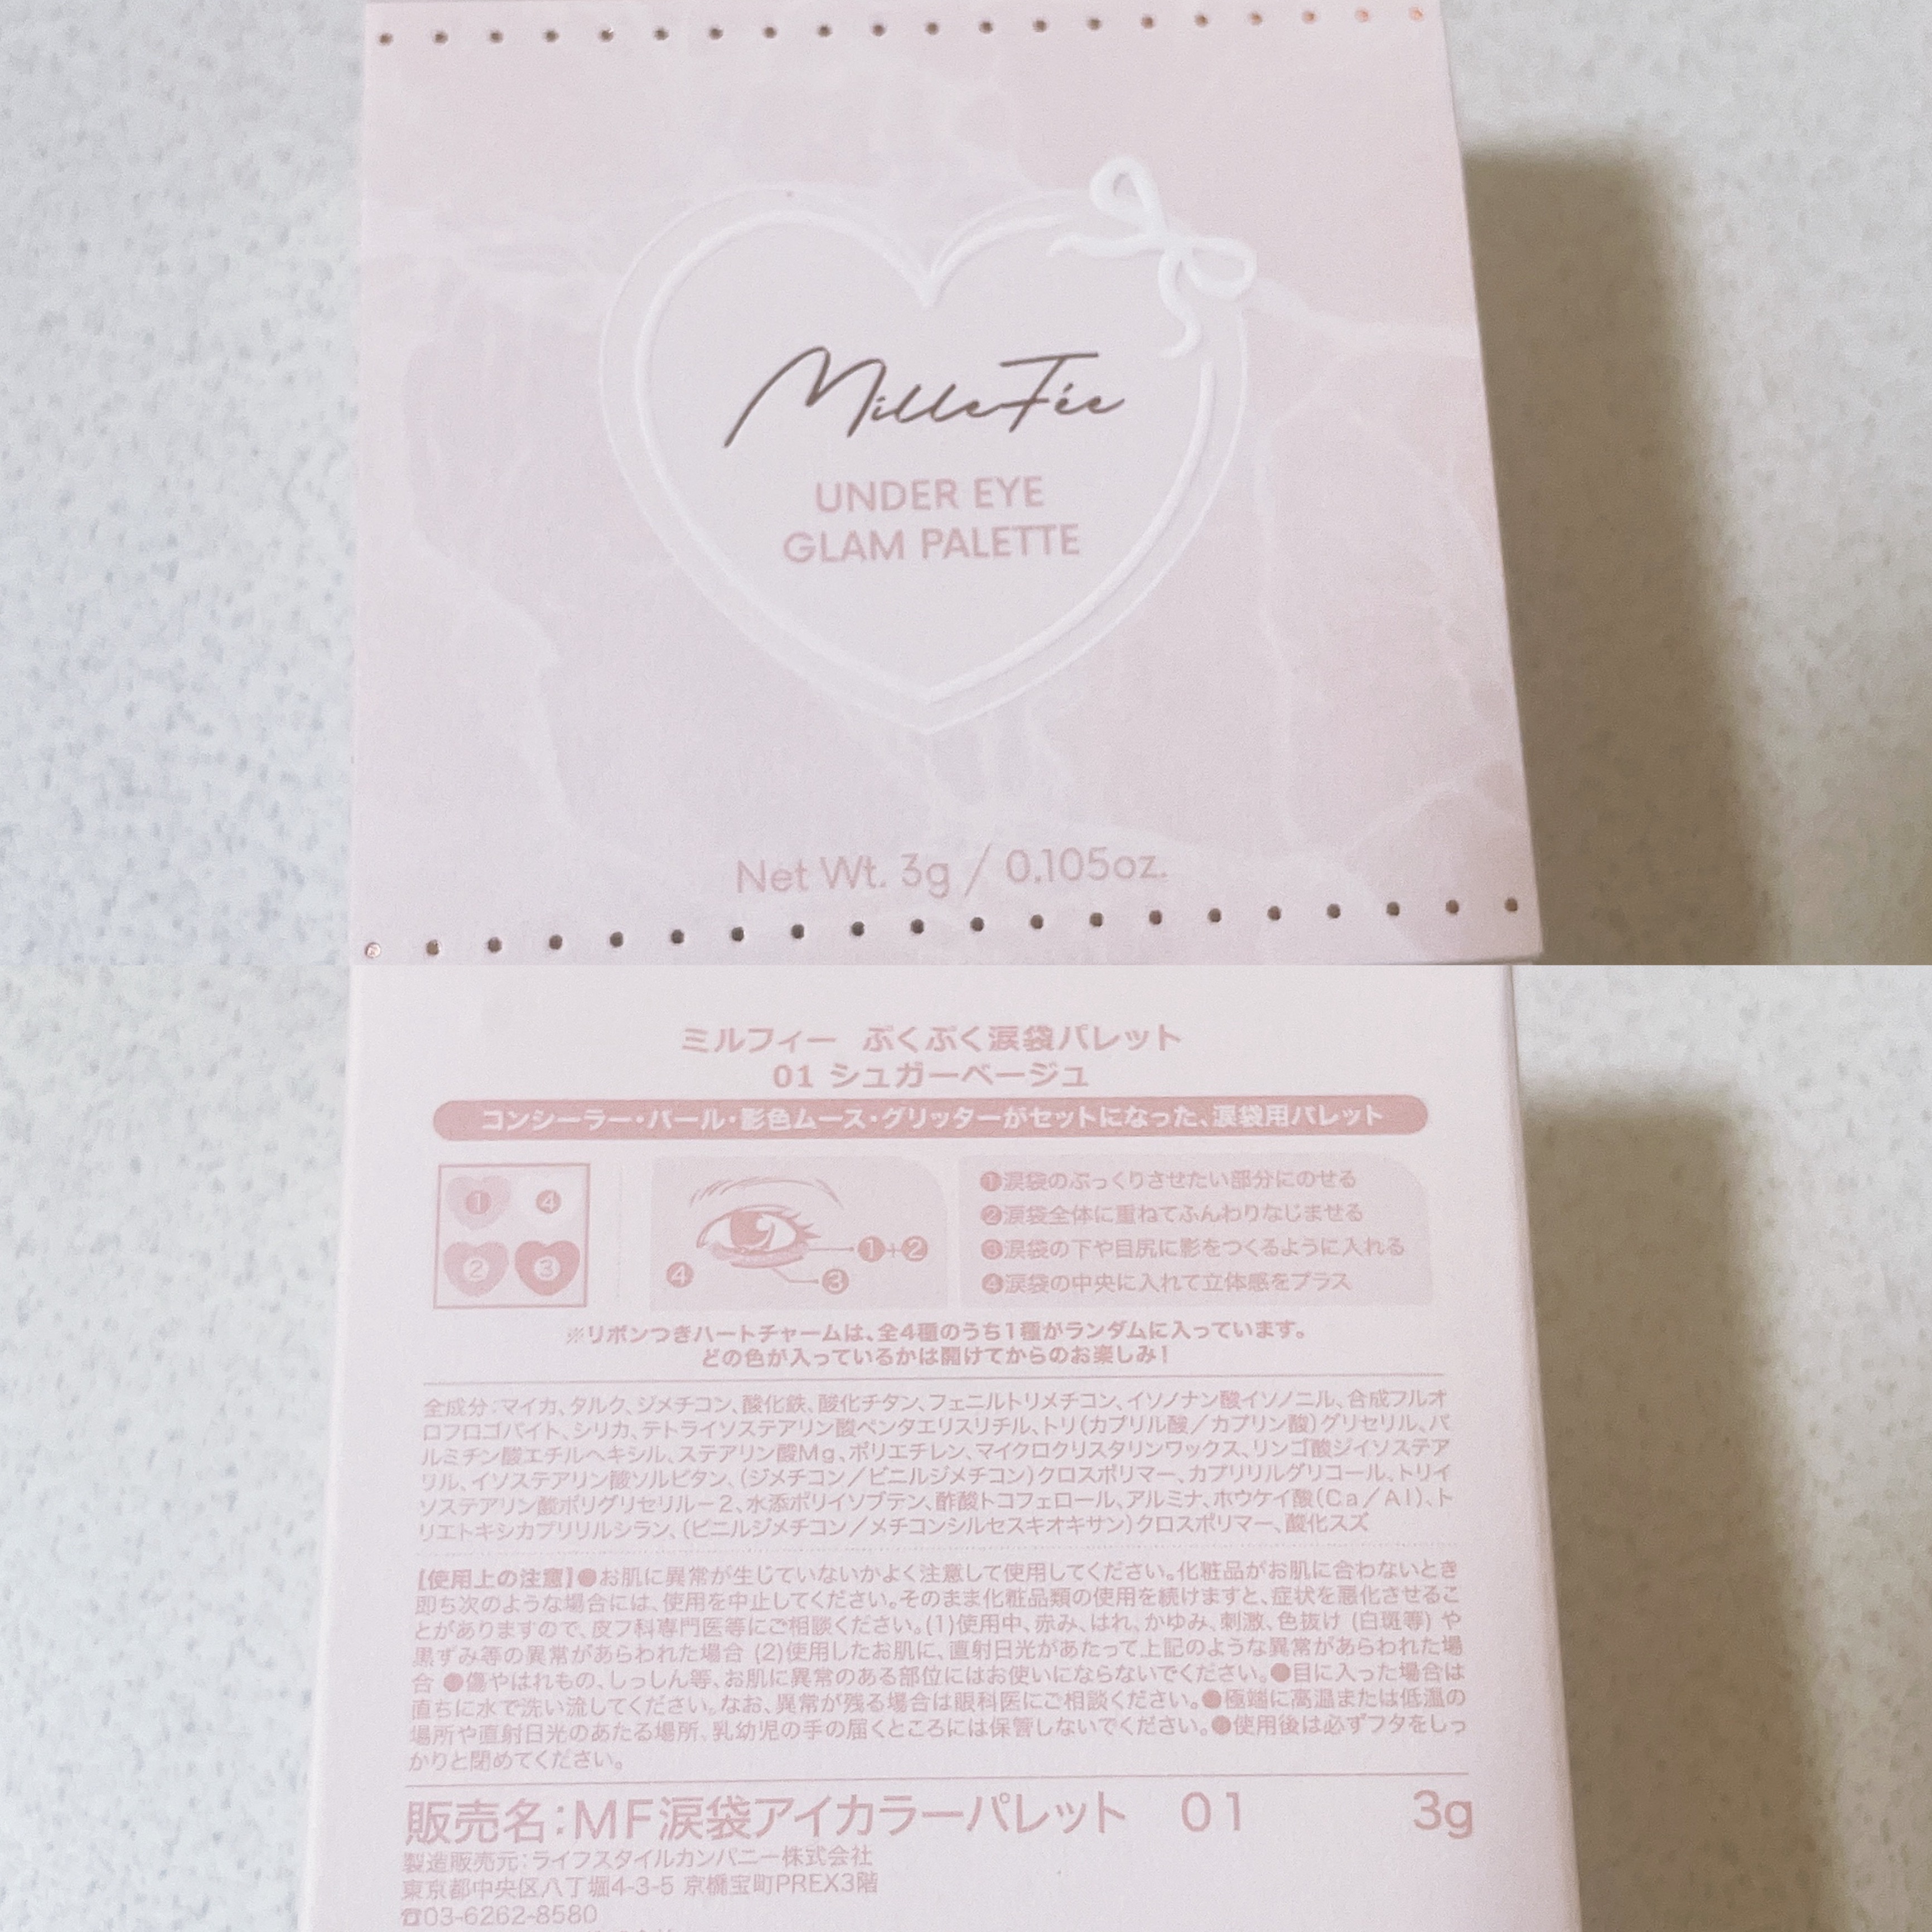 MilleFée
UNDER EYE
GLAM PALETTE
Net Wt. 3g / 0.105oz.
ミルフィー ぷくぷく涙袋パレット
01 シュガーベージュ
コンシーラー・パール・影色ムース・グリッターがセットになった、涙袋用パレット
① ④
② ③
①+②
④ ③
❶涙袋のぷっくりさせたい部分にのせる
❷涙袋全体に重ねてふんわりなじませる
❸涙袋の下や目尻に影をつくるように入れる
❹涙袋の中央に入れて立体感をプラス
※リボンつきハートチャームは、全4種のうち1種がランダムに入っています。
どの色が入っているかは開けてからのお楽しみ!
全成分:マイカ、タルク、ジメチコン、酸化鉄、酸化チタン、フェニルトリメチコン、イソノナン酸イソノニル、合成フルオ
ロフロゴパイト、シリカ、テトライソステアリン酸ペンタエリスリチル、トリ(カプリル酸/カプリン酸)グリセリル、パ
ルミチン酸エチルヘキシル、ステアリン酸Mg、ポリエチレン、マイクロクリスタリンワックス、リンゴ酸ジイソステア
リル、イソステアリン酸ソルビタン、(ジメチコン/ビニルジメチコン)クロスポリマー、カプリリルグリコール、トリイ
ソステアリン酸ポリグリセリル-2、水添ポリイソブテン、酢酸トコフェロール、アルミナ、ホウケイ酸(Ca/Al)、ト
リエトキシカプリリルシラン、(ビニルジメチコン/メチコンシルセスキオキサン)クロスポリマー、酸化スズ
【使用上の注意】●お肌に異常が生じていないかよく注意して使用してください。化粧品がお肌に合わないとき
即ち次のような場合には、使用を中止してください。そのまま化粧品類の使用を続けますと、症状を悪化させるこ
とがありますので、皮フ科専門医等にご相談ください。(1)使用中、赤み、はれ、かゆみ、刺激、色抜け (白斑等) や
黒ずみ等の異常があらわれた場合 (2)使用したお肌に、直射日光があたって上記のような異常があらわれた場
合 ●傷やはれもの、しっしん等、お肌に異常のある部位にはお使いにならないでください。●目に入った場合は
直ちに水で洗い流してください。なお、異常が残る場合は眼科医にご相談ください。●極端に高温または低温の
場所や直射日光のあたる場所、乳幼児の手の届くところには保管しないでください。●使用後は必ずフタをしっ
かりと閉めてください。
販売名:MF涙袋アイカラーパレット 01 3g
製造販売元:ライフスタイルカンパニー株式会社
東京都中央区八丁堀4-3-5 京橋宝町PREX3階
☎03-6262-8580